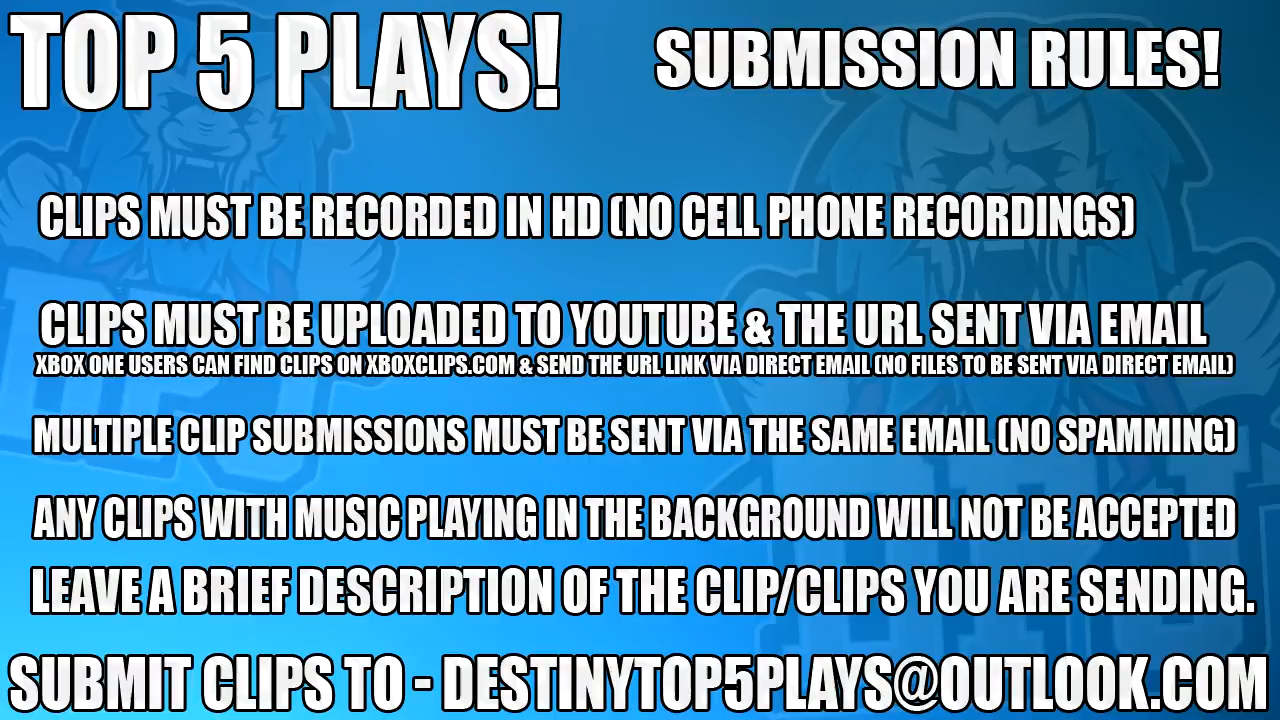 TOP 5 PLAYS!
SUBMISSION RULES!
CLIPS MUST BE RECORDED IN HD (NO CELL PHONE RECORDINGS)
CLIPS MUST BE UPLOADED TO YOUTUBE & THE URL SENT VIA EMAIL
XBOX ONE USERS CAN FIND CLIPS ON XBOXCLIPS.COM & SEND THE URL LINK VIA DIRECT EMAIL (NO FILES TO BE SENT VIA DIRECT EMAIL)
MULTIPLE CLIP SUBMISSIONS MUST BE SENT VIA THE SAME EMAIL (NO SPAMMING)
ANY CLIPS WITH MUSIC PLAYING IN THE BACKGROUND WILL NOT BE ACCEPTED
LEAVE A BRIEF DESCRIPTION OF THE CLIP/CLIPS YOU ARE SENDING.
SUBMIT CLIPS TO - DESTINYTOP5PLAYS@OUTLOOK.COM